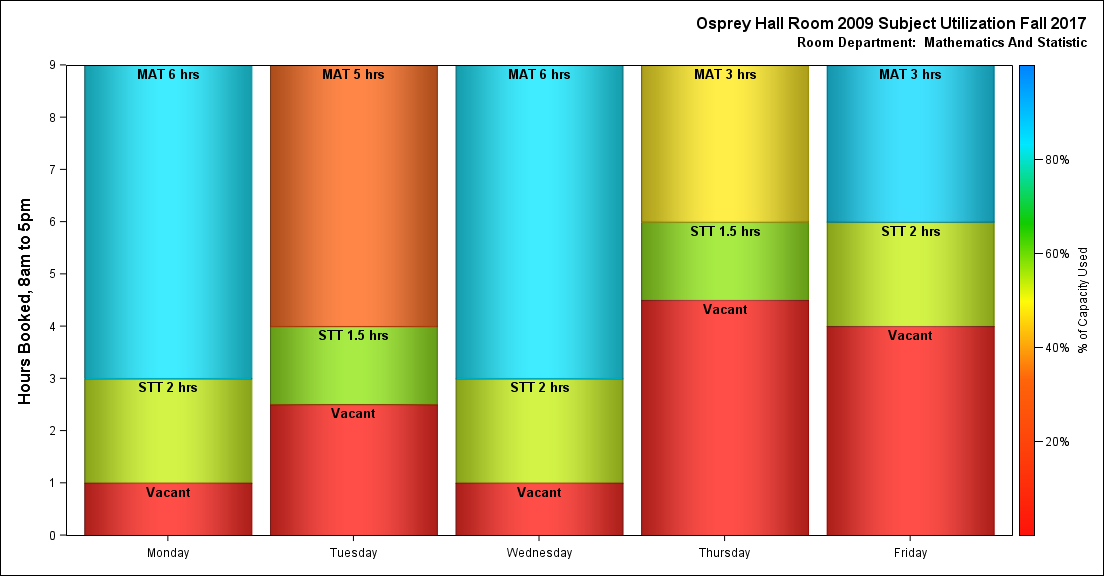 Osprey Hall Room 2009 Subject Utilization Fall 2017
Room Department:  Mathematics And Statistic
Hours Booked, 8am to 5pm
9
8
7
6
5
4
3
2
1
0
MAT 6 hrs
STT 2 hrs
Vacant
MAT 5 hrs
STT 1.5 hrs
Vacant
MAT 6 hrs
STT 2 hrs
Vacant
MAT 3 hrs
STT 1.5 hrs
Vacant
MAT 3 hrs
STT 2 hrs
Vacant
Monday
Tuesday
Wednesday
Thursday
Friday
80%
60%
40%
20%
% of Capacity Used